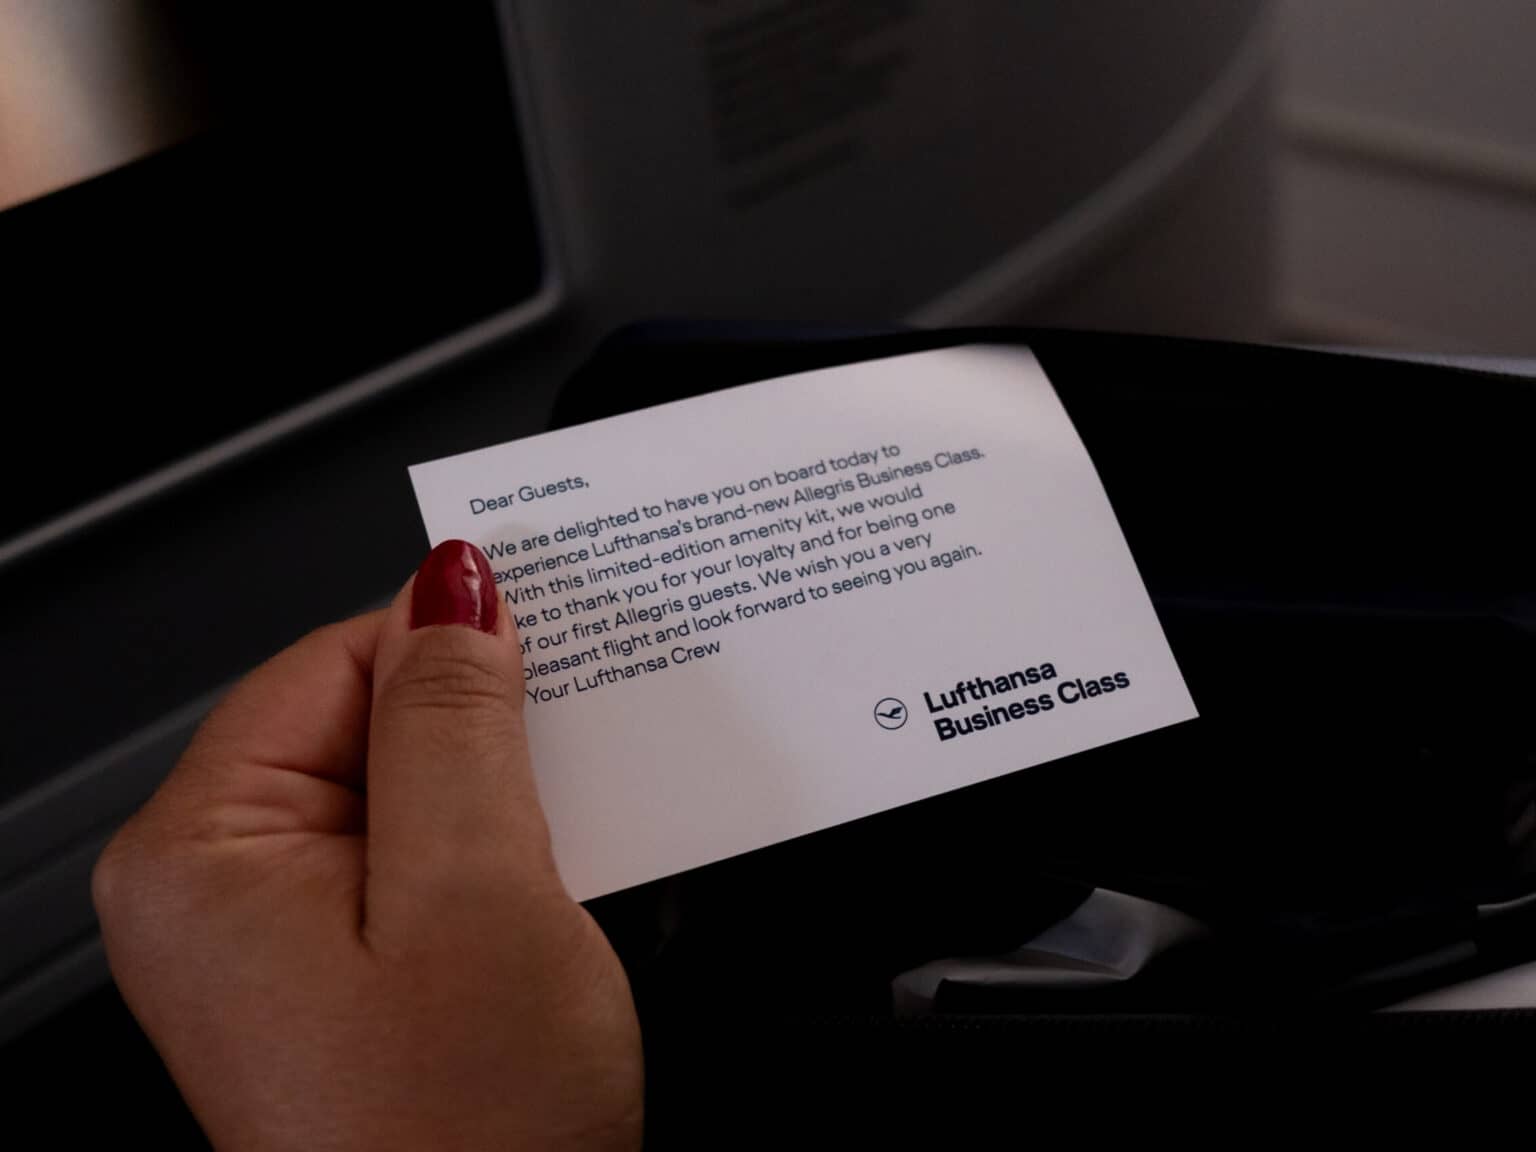 Dear Guests,
We are delighted to have you on board today to
experience Lufthansa's brand-new Allegris Business Class.
With this limited-edition amenity kit, we would
ke to thank you for your loyalty and for being one
of our first Allegris guests. We wish you a very
pleasant flight and look forward to seeing you again.
Your Lufthansa Crew
Lufthansa
Business Class